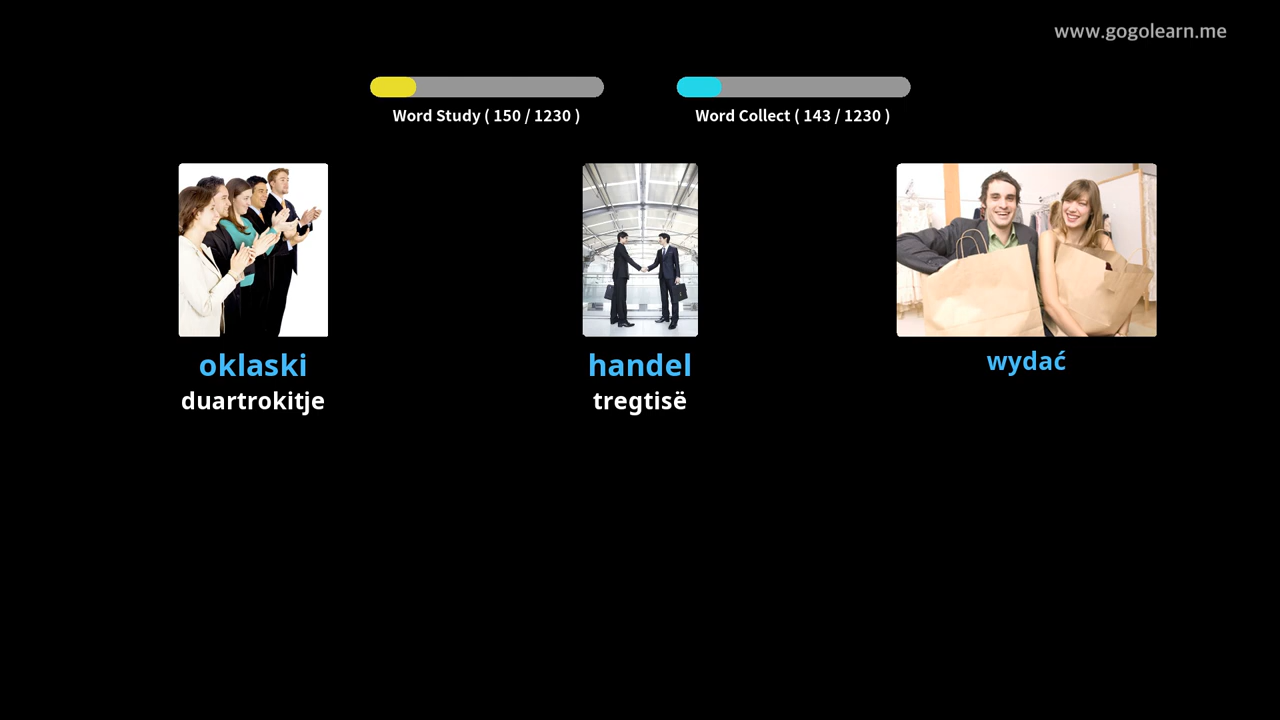 www.gogolearn.me
Word Study ( 150 / 1230 )
Word Collect ( 143 / 1230 )
oklaski
duartrokitje
handel
tregtisë
wydać